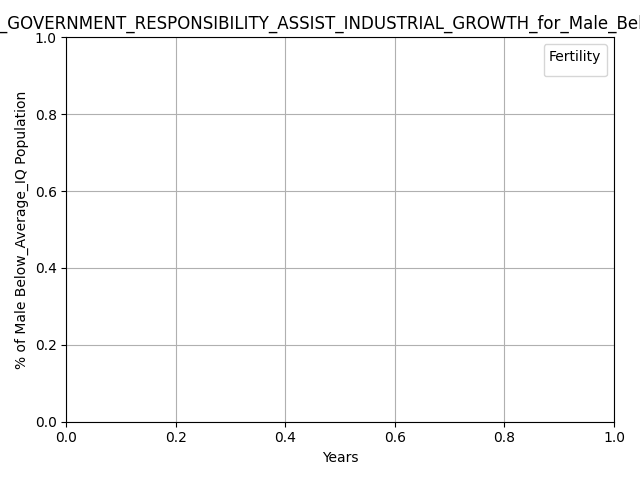 _GOVERNMENT_RESPONSIBILITY_ASSIST_INDUSTRIAL_GROWTH_for_Male_Bel
Fertility
% of Male Below_Average_IQ Population
1.0
0.8
0.6
0.4
0.2
0.0
0.0 0.2 0.4 0.6 0.8 1.0
Years